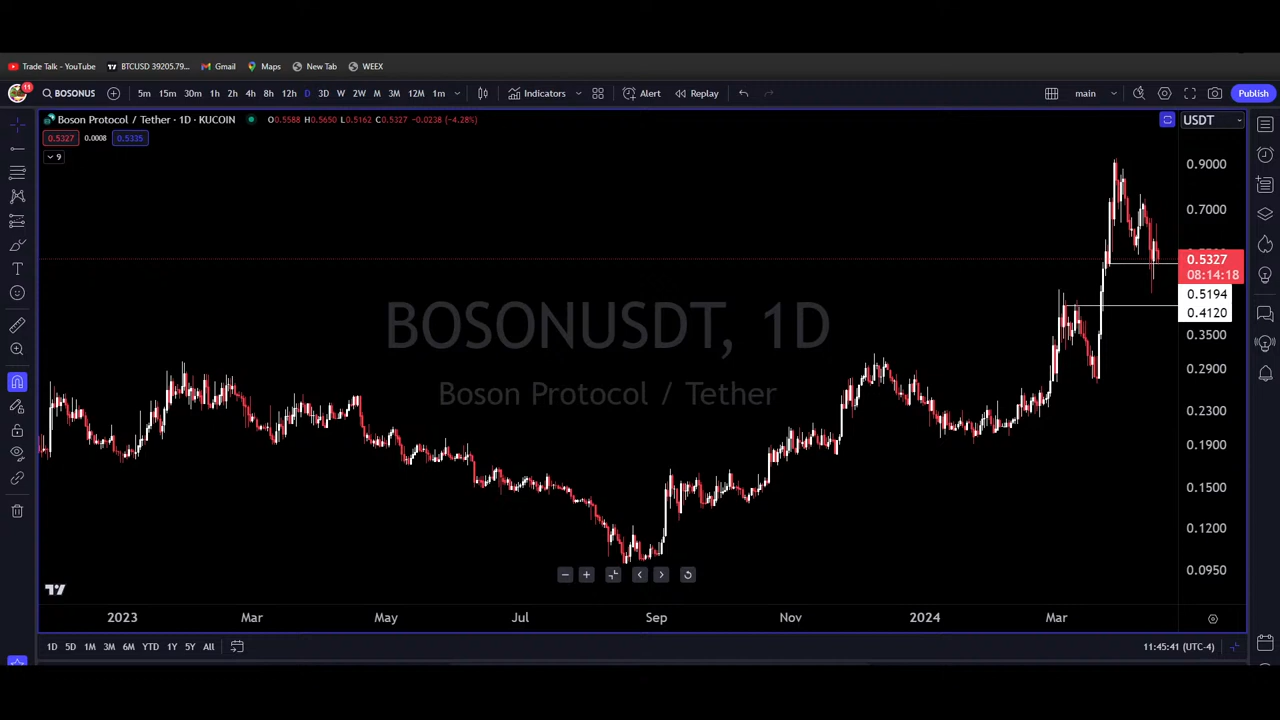 Trade Talk - YouTube BTCUSD 39205.79... Gmail Maps New Tab WEEX
11 BOSONUS 5m 15m 30m 1h 2h 4h 8h 12h D 3D W 2W M 3M 12M 1m Indicators Alert Replay main Publish
Boson Protocol / Tether · 1D · KUCOIN O0.5588 H0.5650 L0.5162 C0.5327 -0.0238 (-4.28%) USDT
0.5327 0.0008 0.5335
9
0.9000
0.7000
0.5327
08:14:18
0.5194
0.4120
BOSONUSDT, 1D
0.3500
0.2900
Boson Protocol / Tether
0.2300
0.1900
0.1500
0.1200
0.0950
2023 Mar May Jul Sep Nov 2024 Mar
1D 5D 1M 3M 6M YTD 1Y 5Y All 11:45:41 (UTC-4)